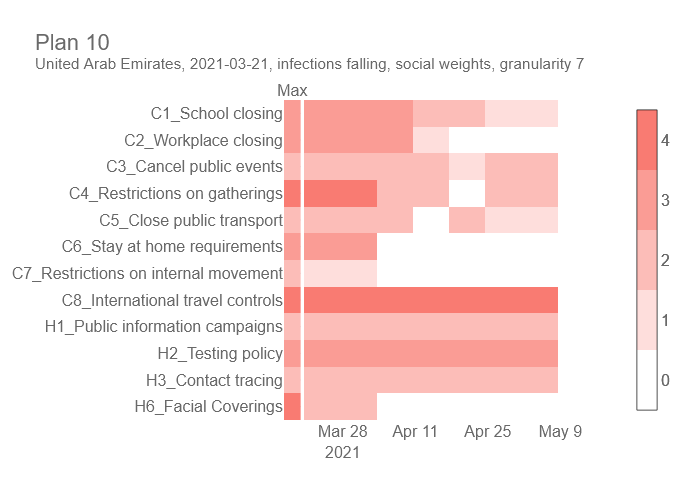 Plan 10
United Arab Emirates, 2021-03-21, infections falling, social weights, granularity 7
Max
C1_School closing
C2_Workplace closing
C3_Cancel public events
C4_Restrictions on gatherings
C5_Close public transport
C6_Stay at home requirements
C7_Restrictions on internal movement
C8_International travel controls
H1_Public information campaigns
H2_Testing policy
H3_Contact tracing
H6_Facial Coverings
Mar 28 Apr 11 Apr 25 May 9
2021
4
3
2
1
0